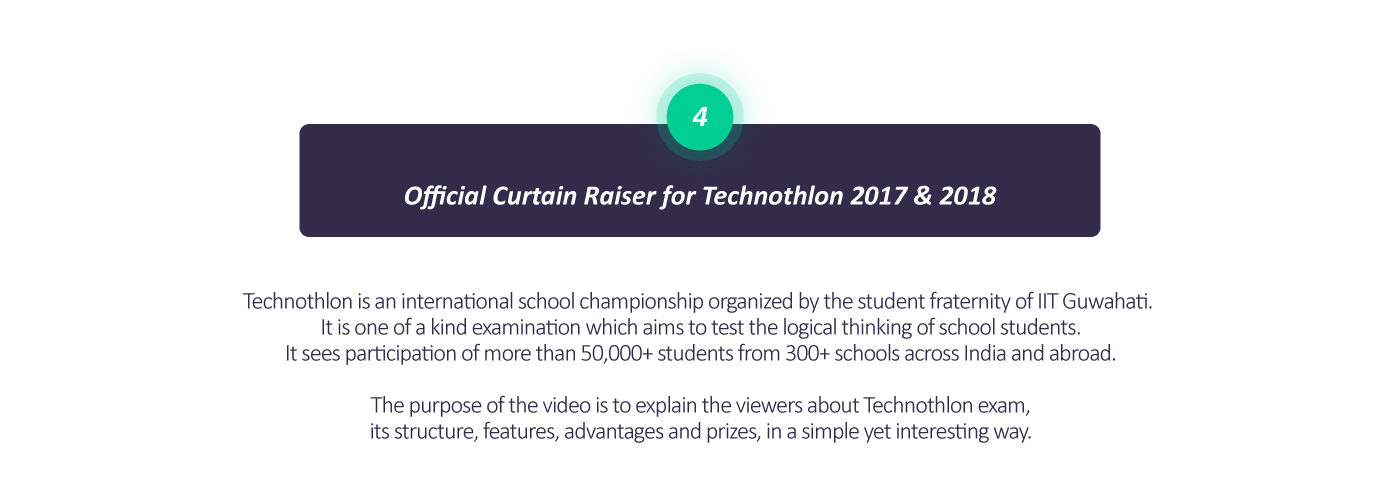 4
Official Curtain Raiser for Technothlon 2017 & 2018
Technothlon is an international school championship organized by the student fraternity of IIT Guwahati.
It is one of a kind examination which aims to test the logical thinking of school students.
It sees participation of more than 50,000+ students from 300+ schools across India and abroad.
The purpose of the video is to explain the viewers about Technothlon exam,
its structure, features, advantages and prizes, in a simple yet interesting way.